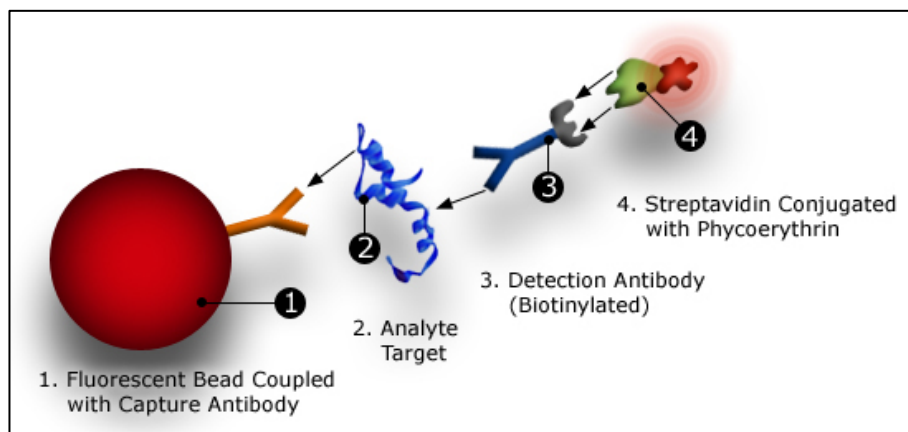 1
2
3
4
4. Streptavidin Conjugated
with Phycoerythrin
3. Detection Antibody
(Biotinylated)
2. Analyte
Target
1. Fluorescent Bead Coupled
with Capture Antibody